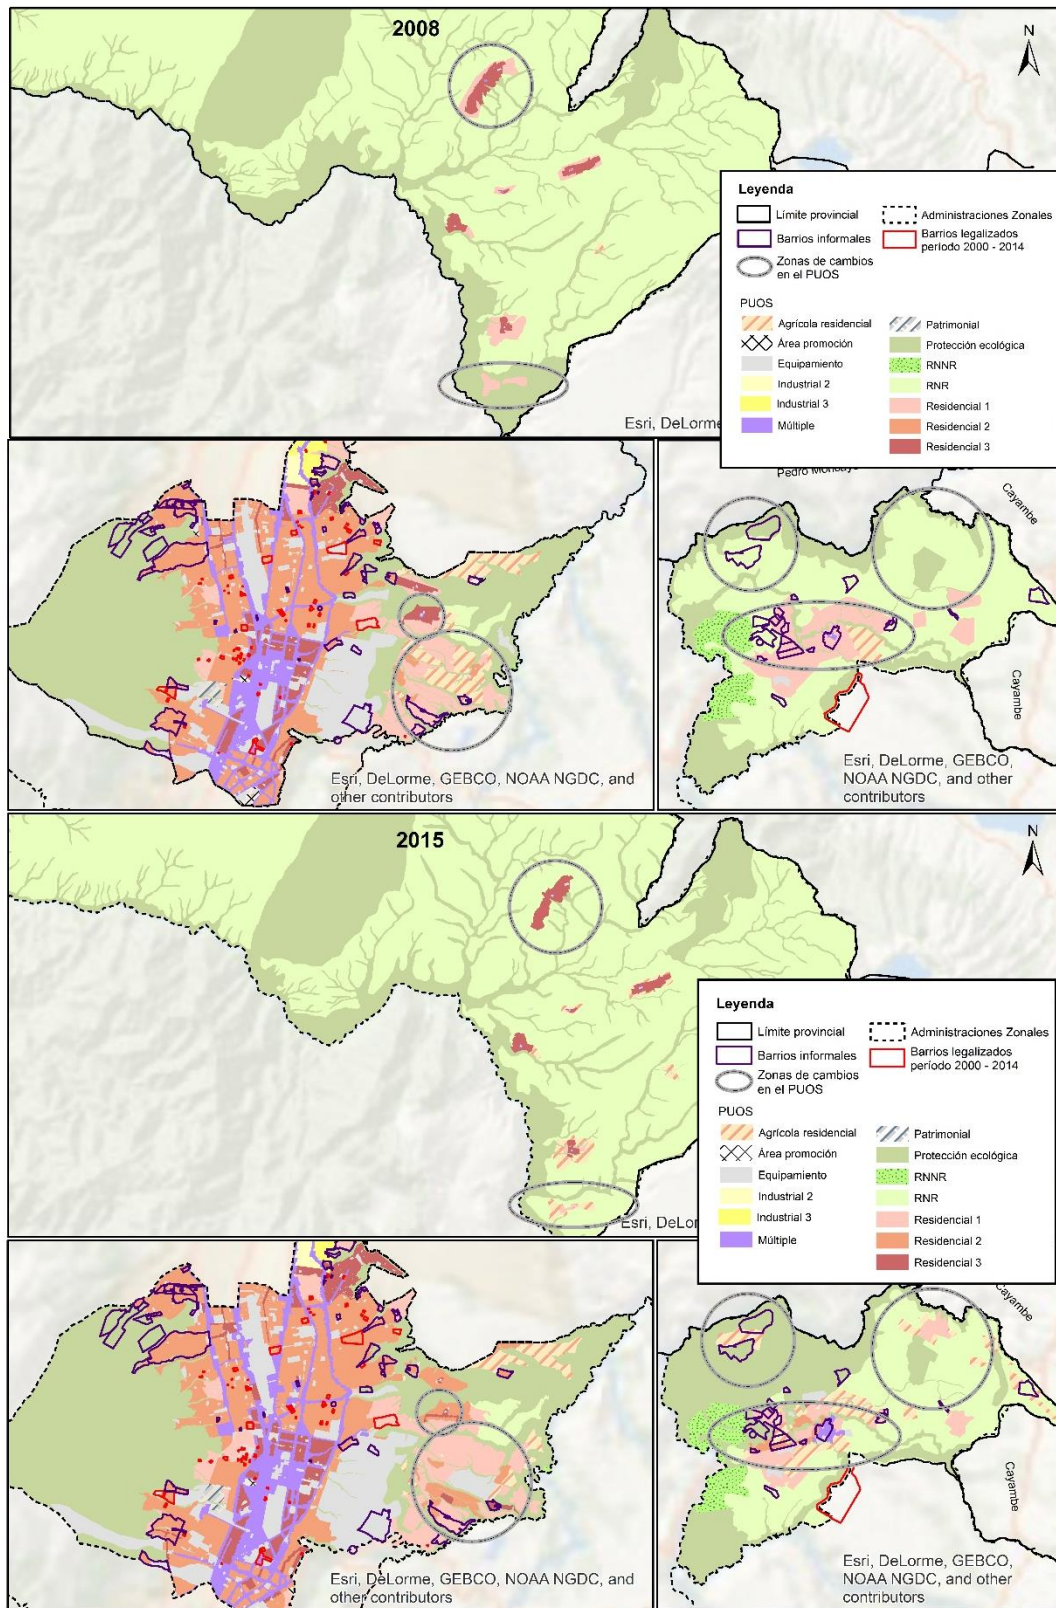 2008
N
Leyenda
Límite provincial
Administraciones Zonales
Barrios informales
Barrios legalizados
período 2000 - 2014
Zonas de cambios
en el PUOS
PUOS
Agrícola residencial
Patrimonial
Área promoción
Protección ecológica
Equipamiento
RNNR
Industrial 2
RNR
Industrial 3
Residencial 1
Múltiple
Residencial 2
Residencial 3
Esri, DeLorme
Pedro Moncayo
Cayambe
Cayambe
Esri, DeLorme, GEBCO, NOAA NGDC, and
other contributors
Esri, DeLorme, GEBCO,
NOAA NGDC, and other
contributors
2015
N
Leyenda
Límite provincial
Administraciones Zonales
Barrios informales
Barrios legalizados
período 2000 - 2014
Zonas de cambios
en el PUOS
PUOS
Agrícola residencial
Patrimonial
Área promoción
Protección ecológica
Equipamiento
RNNR
Industrial 2
RNR
Industrial 3
Residencial 1
Múltiple
Residencial 2
Residencial 3
Esri, DeLor
Cayambe
Cayambe
Esri, DeLorme, GEBCO, NOAA NGDC, and
other contributors
Esri, DeLorme, GEBCO,
NOAA NGDC, and other
contributors